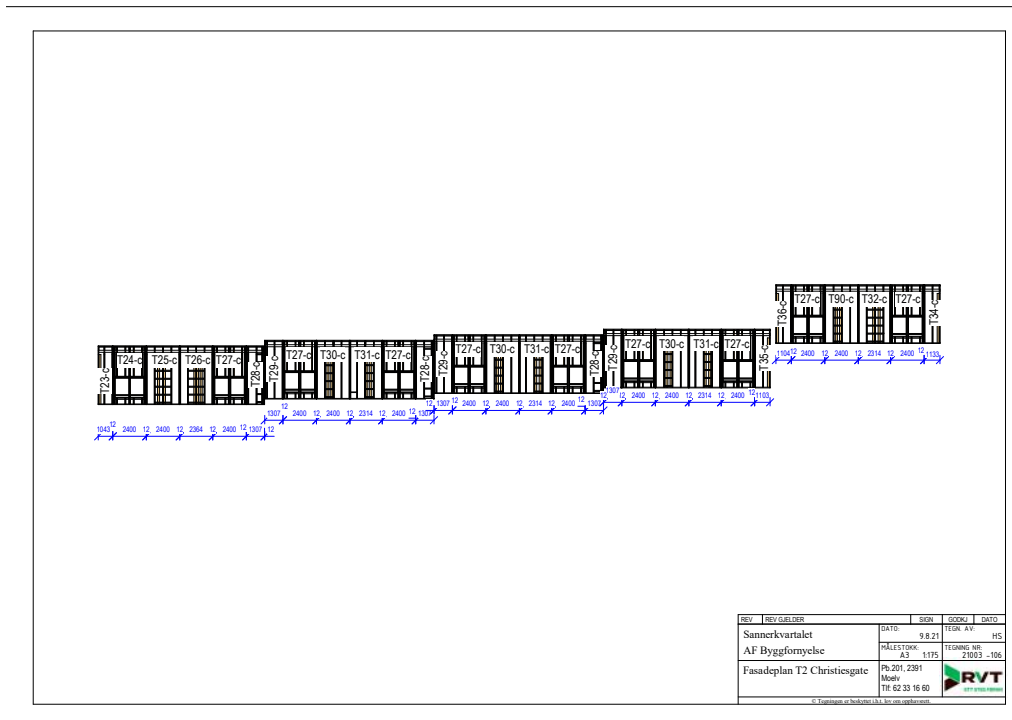 T36-c T27-c T90-c T32-c T27-c T34-c
1104 12 2400 12 2400 12 2314 12 2400 12 1133
T29-c T27-c T30-c T31-c T27-c T35-c
12 1307 12 2400 12 2400 12 2314 12 2400 12 1103
T29-c T27-c T30-c T31-c T27-c T28-c
12 1307 12 2400 12 2400 12 2314 12 2400 12 1307
T29-c T27-c T30-c T31-c T27-c T28-c
1307 12 2400 12 2400 12 2314 12 2400 12 1307
T23-c T24-c T25-c T26-c T27-c T28-c
1043 12 2400 12 2400 12 2364 12 2400 12 1307 12
REV REV GJELDER SIGN GODKJ DATO
Sannerkvartalet
AF Byggfornyelse
DATO:
9.8.21
TEGN. AV:
HS
MÅLESTOKK:
A3 1:175
TEGNING NR:
21003 -106
Fasadeplan T2 Christiesgate
Pb.201, 2391
Moelv
Tlf: 62 33 16 60
RVT
© Tegningen er beskyttet i.h.t. lov om opphavsrett.